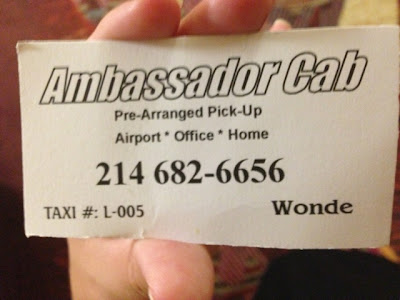 Ambassador Cab
Pre-Arranged Pick-Up
Airport * Office * Home
214 682-6656
TAXI #: L-005 Wonde